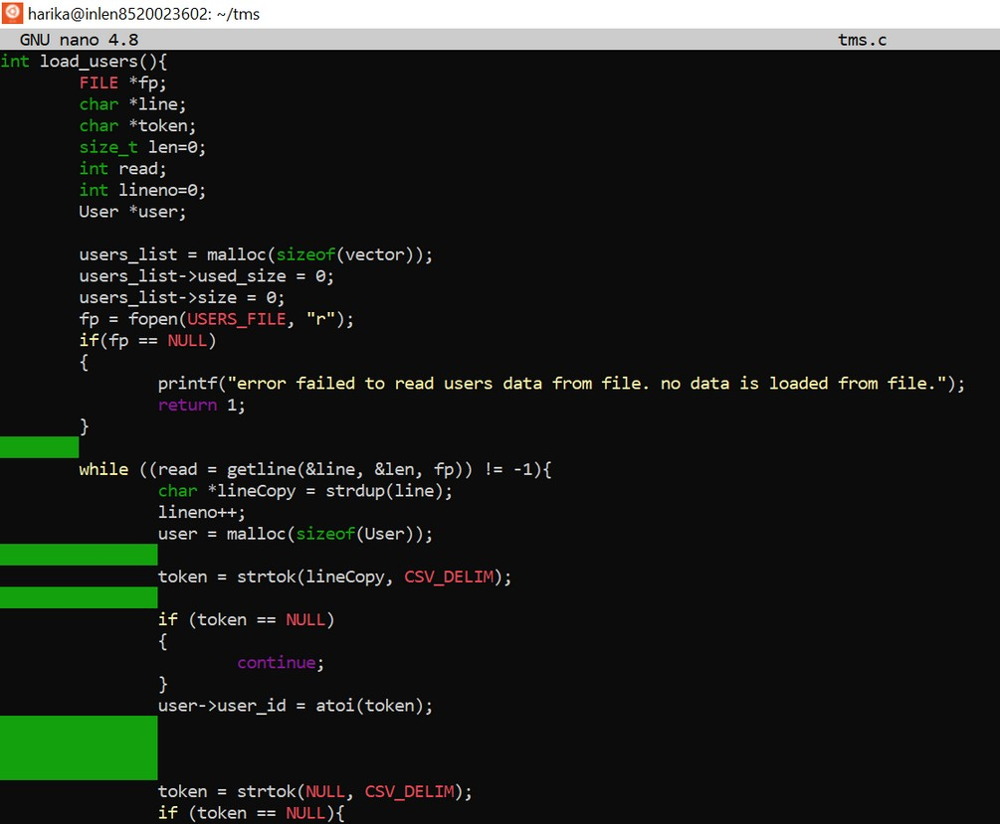 harika@inlen8520023602: ~/tms
GNU nano 4.8 tms.c
int load_users(){
FILE *fp;
char *line;
char *token;
size_t len=0;
int read;
int lineno=0;
User *user;
users_list = malloc(sizeof(vector));
users_list->used_size = 0;
users_list->size = 0;
fp = fopen(USERS_FILE, "r");
if(fp == NULL)
{
printf("error failed to read users data from file. no data is loaded from file.");
return 1;
}
while ((read = getline(&line, &len, fp)) != -1){
char *lineCopy = strdup(line);
lineno++;
user = malloc(sizeof(User));
token = strtok(lineCopy, CSV_DELIM);
if (token == NULL)
{
continue;
}
user->user_id = atoi(token);
token = strtok(NULL, CSV_DELIM);
if (token == NULL){